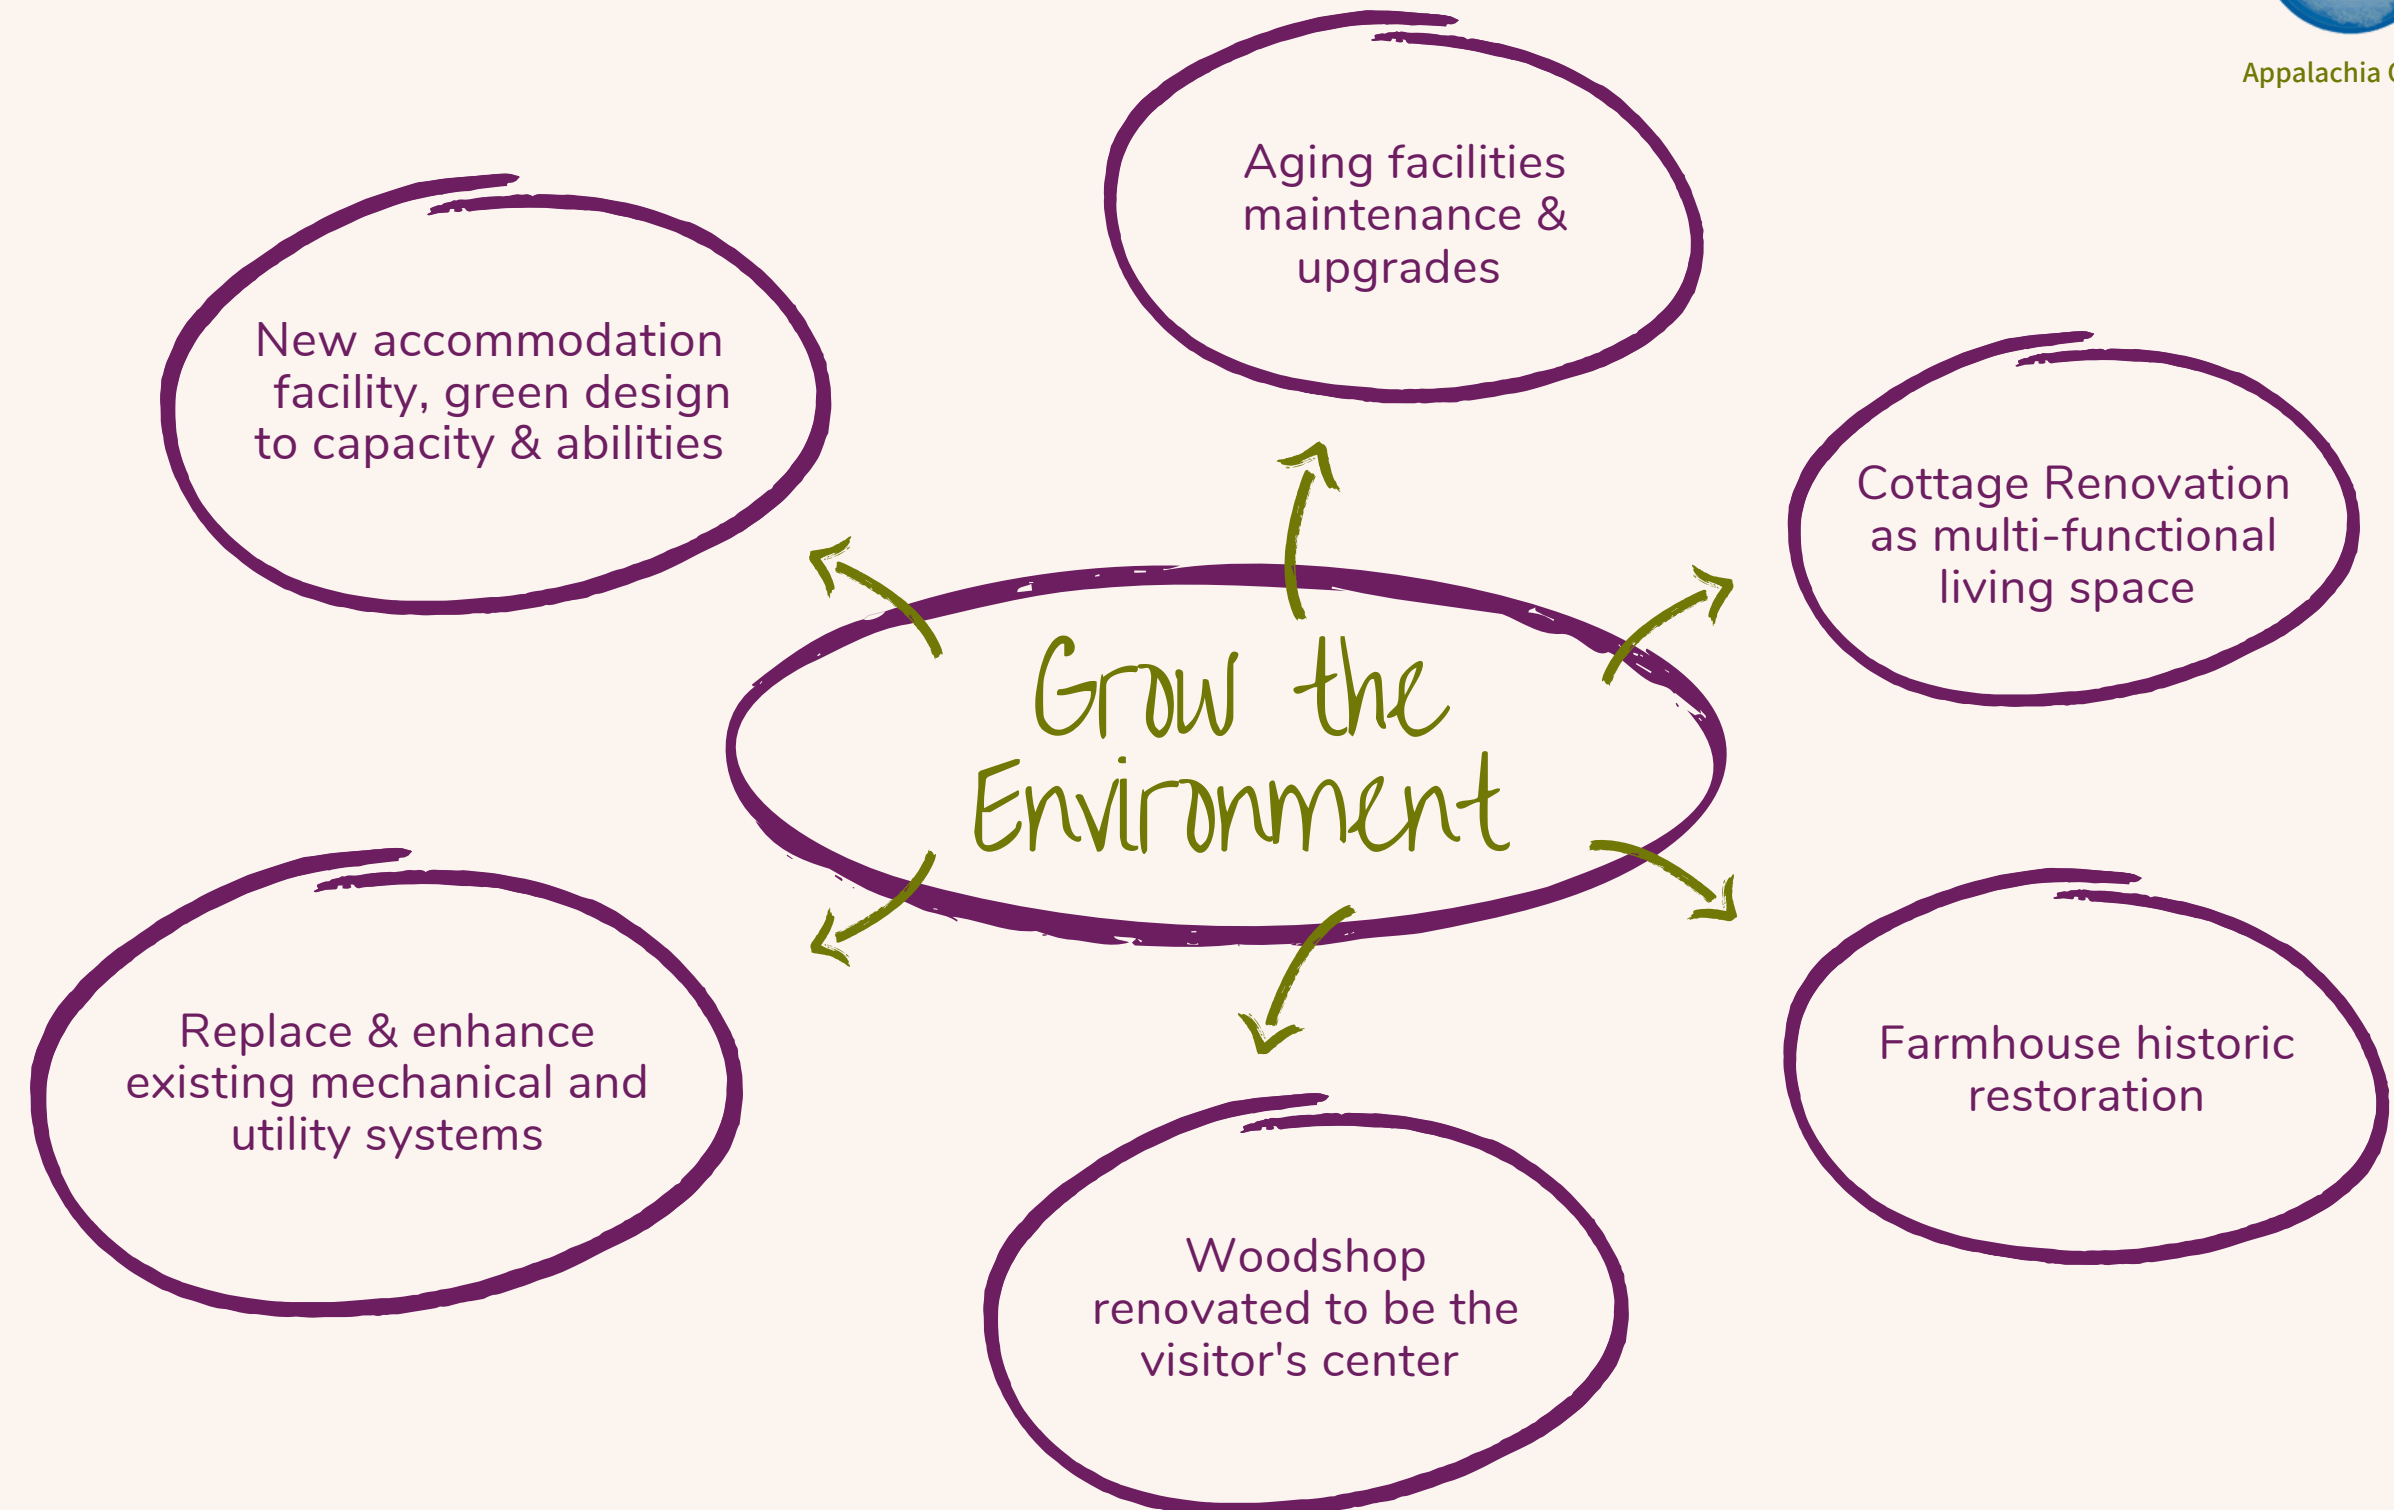 Appalachia
Aging facilities
maintenance &
upgrades
New accommodation
facility, green design
to capacity & abilities
Cottage Renovation
as multi-functional
living space
Grow the
Environment
Replace & enhance
existing mechanical and
utility systems
Farmhouse historic
restoration
Woodshop
renovated to be the
visitor's center